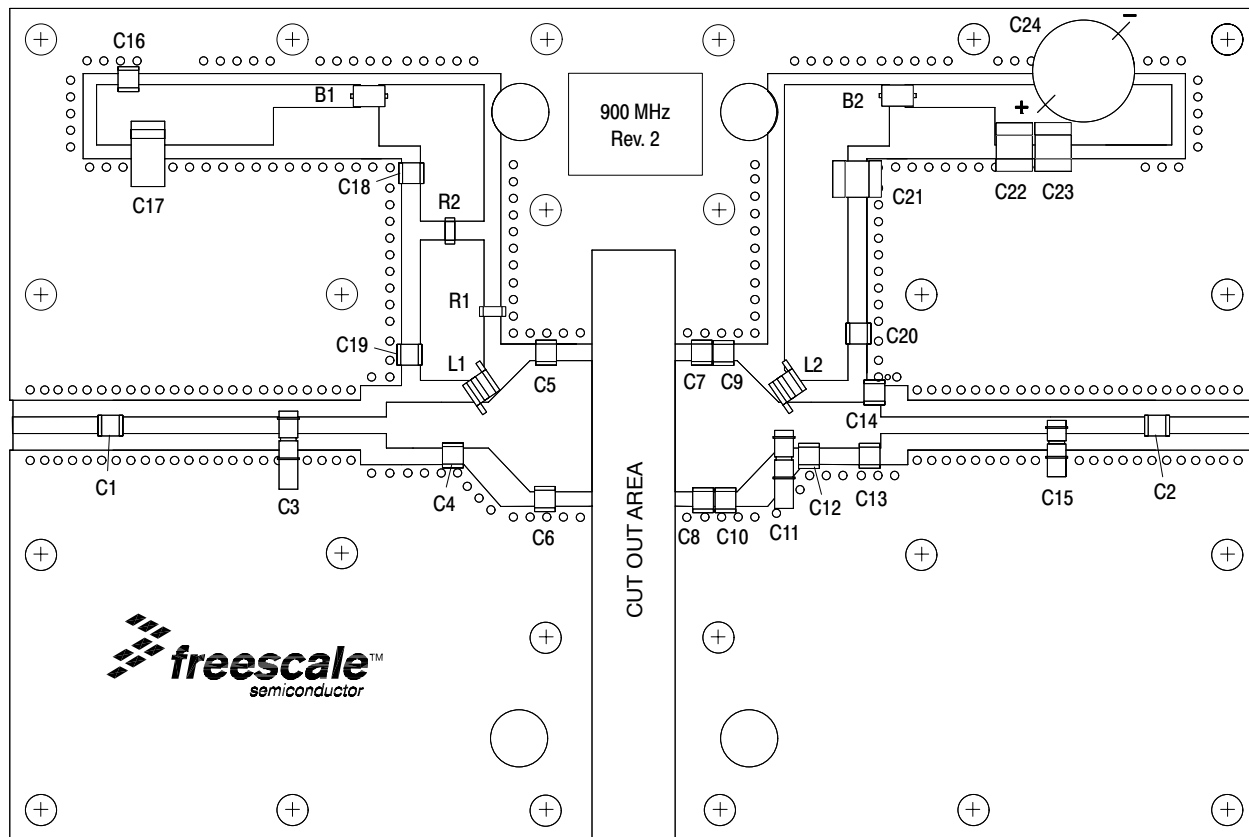 C16
C24
–
B1
900 MHz
Rev. 2
B2
+
C17
C18
R2
C21
C22
C23
R1
C19
L1
C5
C7
C9
L2
C20
C14
C1
C3
C4
C6
C8
C10
C11
C12
C13
C15
C2
CUT OUT AREA
freescale™
semiconductor